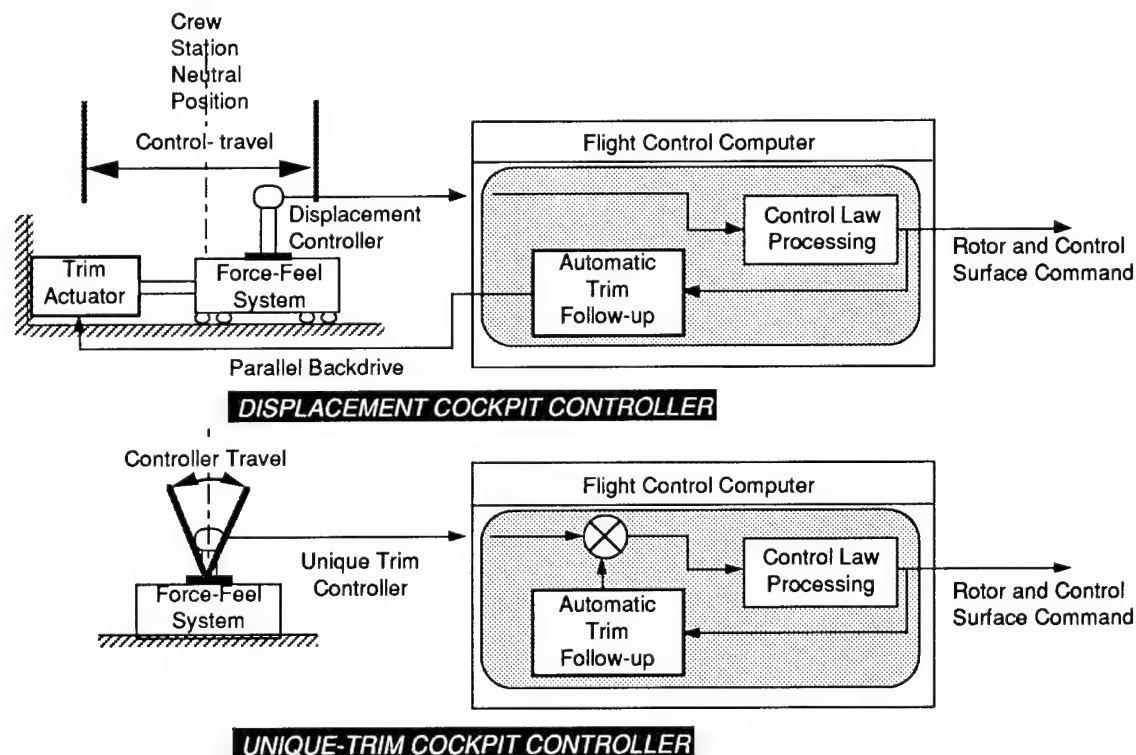 Crew
Station
Neutral
Position
Control- travel
Displacement
Controller
Trim
Actuator
Force-Feel
System
Parallel Backdrive
Flight Control Computer
Control Law
Processing
Automatic
Trim
Follow-up
Rotor and Control
Surface Command
DISPLACEMENT COCKPIT CONTROLLER
Controller Travel
Unique Trim
Controller
Force-Feel
System
Flight Control Computer
Control Law
Processing
Automatic
Trim
Follow-up
Rotor and Control
Surface Command
UNIQUE-TRIM COCKPIT CONTROLLER